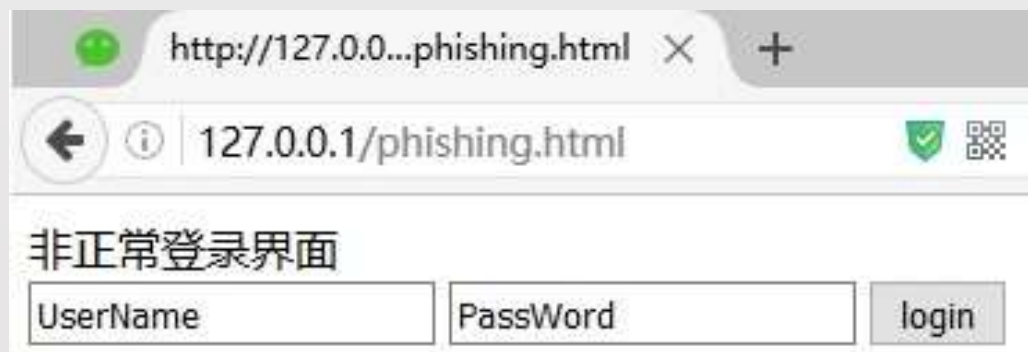 http://127.0.0...phishing.html
127.0.0.1/phishing.html
非正常登录界面
UserName PassWord login